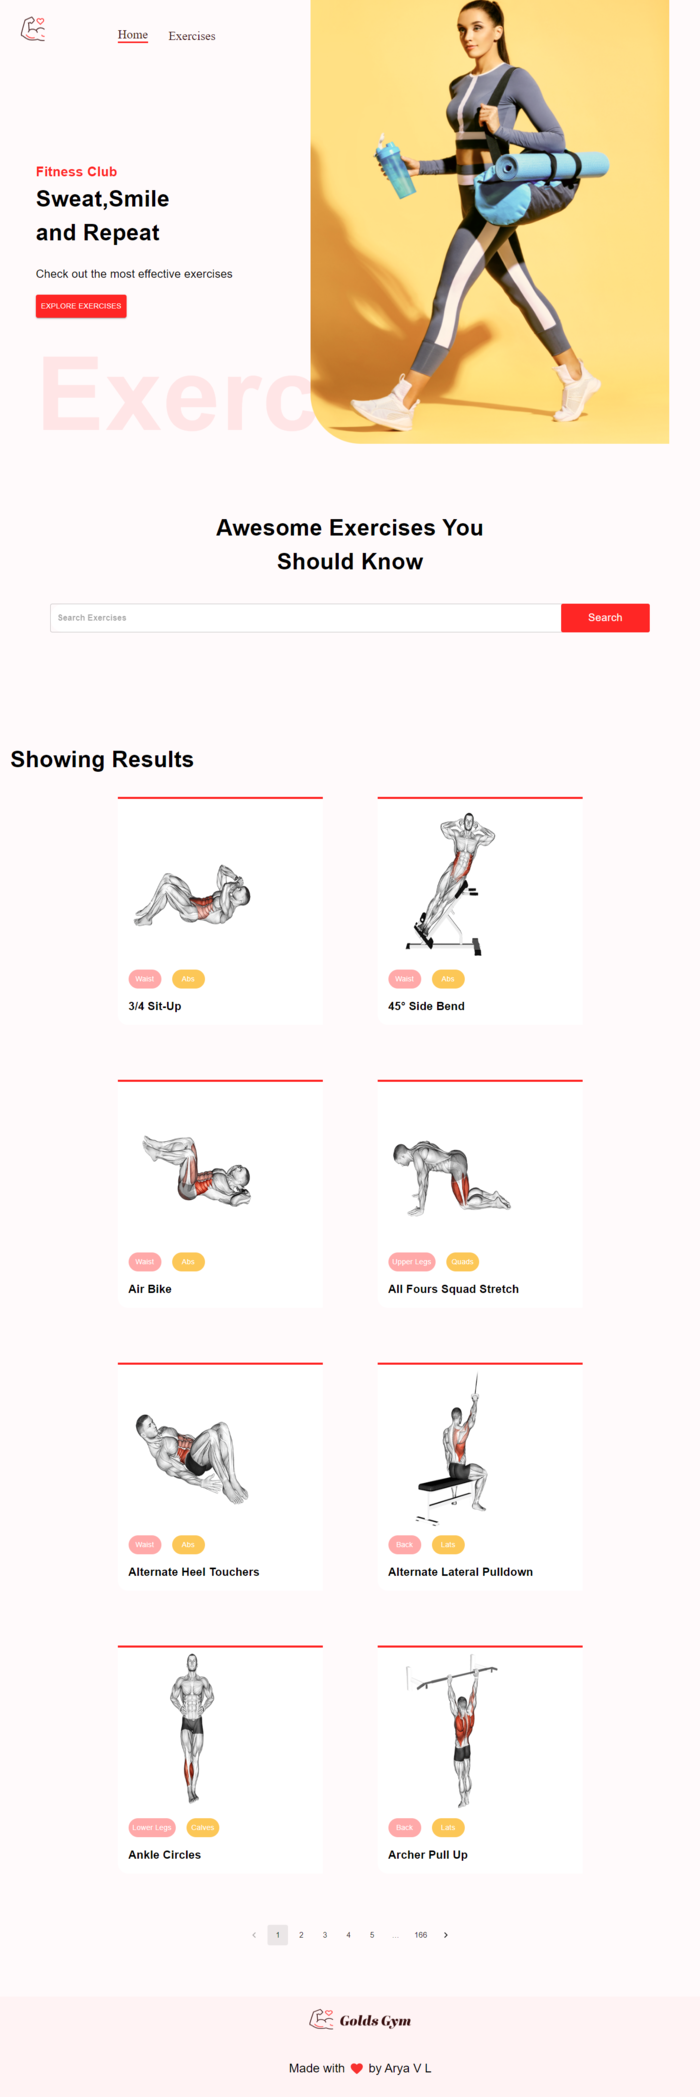 Home Exercises
Fitness Club
Sweat,Smile
and Repeat
Check out the most effective exercises
EXPLORE EXERCISES
Exerc
Awesome Exercises You
Should Know
Search Exercises Search
Showing Results
Waist Abs
3/4 Sit-Up
Waist Abs
45° Side Bend
Waist Abs
Air Bike
Upper Legs Quads
All Fours Squad Stretch
Waist Abs
Alternate Heel Touchers
Back Lats
Alternate Lateral Pulldown
Lower Legs Calves
Ankle Circles
Back Lats
Archer Pull Up
1 2 3 4 5 ... 166
Golds Gym
Made with ❤️ by Arya V L